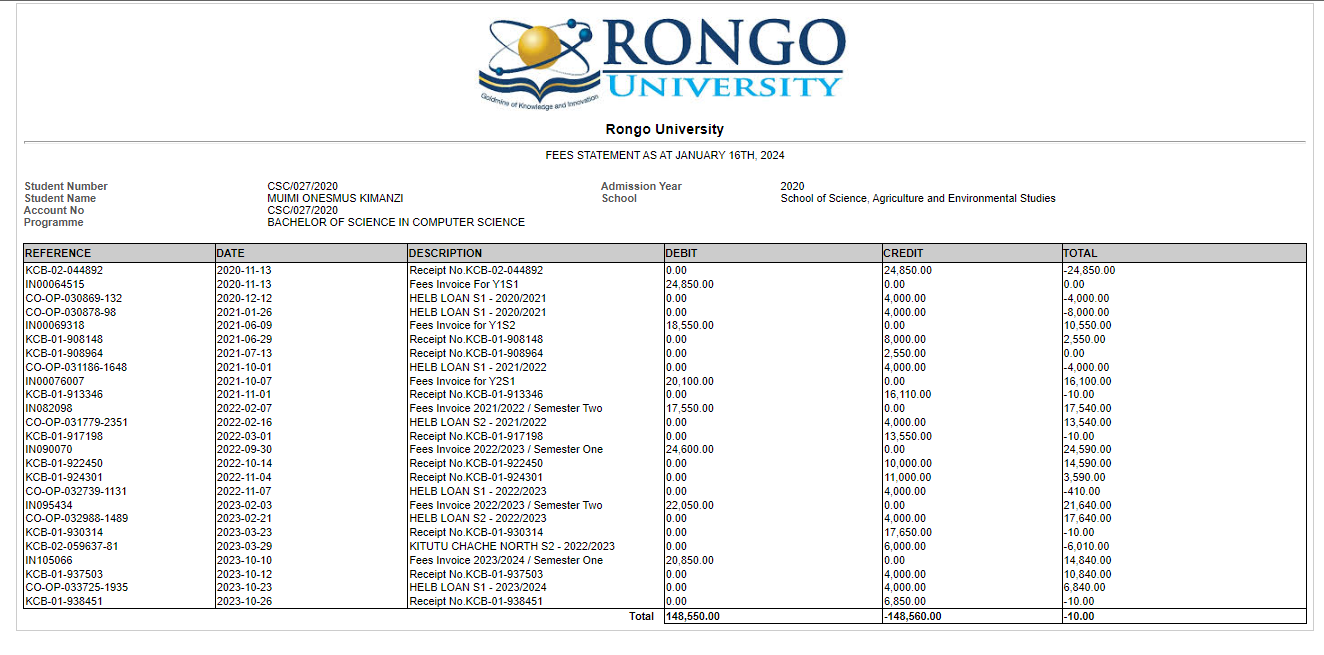 RONGO
UNIVERSITY
Goldmine of Knowledge and Innovation
Rongo University
FEES STATEMENT AS AT JANUARY 16TH, 2024
Student Number CSC/027/2020 Admission Year 2020
Student Name MUIMI ONESMUS KIMANZI School School of Science, Agriculture and Environmental Studies
Account No CSC/027/2020
Programme BACHELOR OF SCIENCE IN COMPUTER SCIENCE
REFERENCE DATE DESCRIPTION DEBIT CREDIT TOTAL
KCB-02-044892 2020-11-13 Receipt No.KCB-02-044892 0.00 24,850.00 -24,850.00
IN00064515 2020-11-13 Fees Invoice For Y1S1 24,850.00 0.00 0.00
CO-OP-030869-132 2020-12-12 HELB LOAN S1 - 2020/2021 0.00 4,000.00 -4,000.00
CO-OP-030878-98 2021-01-26 HELB LOAN S1 - 2020/2021 0.00 4,000.00 -8,000.00
IN00069318 2021-06-09 Fees Invoice for Y1S2 18,550.00 0.00 10,550.00
KCB-01-908148 2021-06-29 Receipt No.KCB-01-908148 0.00 8,000.00 2,550.00
KCB-01-908964 2021-07-13 Receipt No.KCB-01-908964 0.00 2,550.00 0.00
CO-OP-031186-1648 2021-10-01 HELB LOAN S1 - 2021/2022 0.00 4,000.00 -4,000.00
IN00076007 2021-10-07 Fees Invoice for Y2S1 20,100.00 0.00 16,100.00
KCB-01-913346 2021-11-01 Receipt No.KCB-01-913346 0.00 16,110.00 -10.00
IN082098 2022-02-07 Fees Invoice 2021/2022 / Semester Two 17,550.00 0.00 17,540.00
CO-OP-031779-2351 2022-02-16 HELB LOAN S2 - 2021/2022 0.00 4,000.00 13,540.00
KCB-01-917198 2022-03-01 Receipt No.KCB-01-917198 0.00 13,550.00 -10.00
IN090070 2022-09-30 Fees Invoice 2022/2023 / Semester One 24,600.00 0.00 24,590.00
KCB-01-922450 2022-10-14 Receipt No.KCB-01-922450 0.00 10,000.00 14,590.00
KCB-01-924301 2022-11-04 Receipt No.KCB-01-924301 0.00 11,000.00 3,590.00
CO-OP-032739-1131 2022-11-07 HELB LOAN S1 - 2022/2023 0.00 4,000.00 -410.00
IN095434 2023-02-03 Fees Invoice 2022/2023 / Semester Two 22,050.00 0.00 21,640.00
CO-OP-032988-1489 2023-02-21 HELB LOAN S2 - 2022/2023 0.00 4,000.00 17,640.00
KCB-01-930314 2023-03-23 Receipt No.KCB-01-930314 0.00 17,650.00 -10.00
KCB-02-059637-81 2023-03-29 KITUTU CHACHE NORTH S2 - 2022/2023 0.00 6,000.00 -6,010.00
IN105066 2023-10-10 Fees Invoice 2023/2024 / Semester One 20,850.00 0.00 14,840.00
KCB-01-937503 2023-10-12 Receipt No.KCB-01-937503 0.00 4,000.00 10,840.00
CO-OP-033725-1935 2023-10-23 HELB LOAN S1 - 2023/2024 0.00 4,000.00 6,840.00
KCB-01-938451 2023-10-26 Receipt No.KCB-01-938451 0.00 6,850.00 -10.00
Total 148,550.00 -148,560.00 -10.00